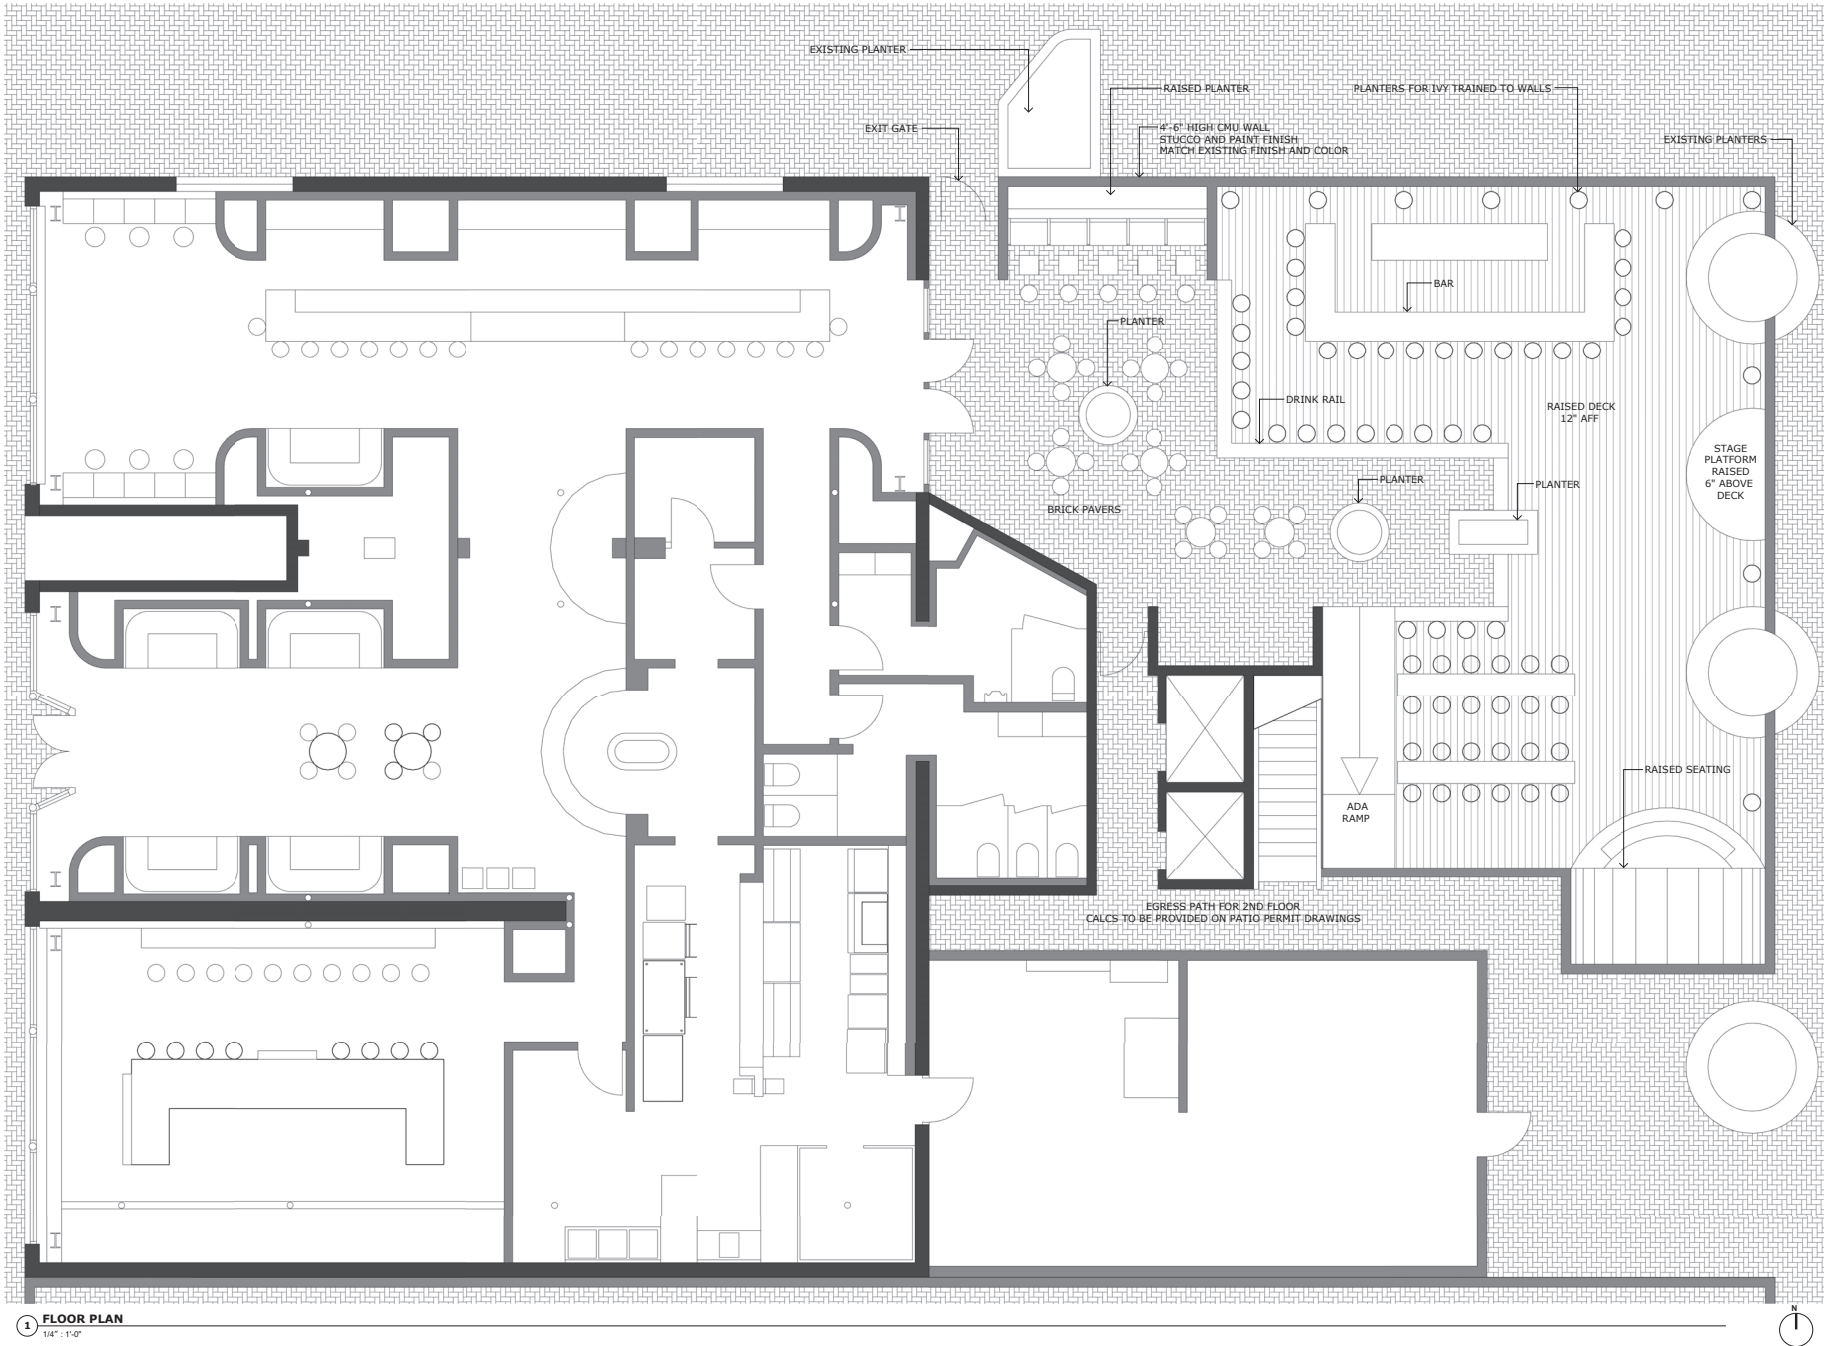 EXISTING PLANTER
RAISED PLANTER
PLANTERS FOR IVY TRAINED TO WALLS
EXIT GATE
4'-6" HIGH CMU WALL
STUCCO AND PAINT FINISH
MATCH EXISTING FINISH AND COLOR
EXISTING PLANTERS
BAR
PLANTER
DRINK RAIL
RAISED DECK
12" AFF
STAGE
PLATFORM
RAISED
6" ABOVE
DECK
PLANTER
PLANTER
BRICK PAVERS
RAISED SEATING
ADA
RAMP
EGRESS PATH FOR 2ND FLOOR
CALCS TO BE PROVIDED ON PATIO PERMIT DRAWINGS
1 FLOOR PLAN
1/4" : 1'-0"
N